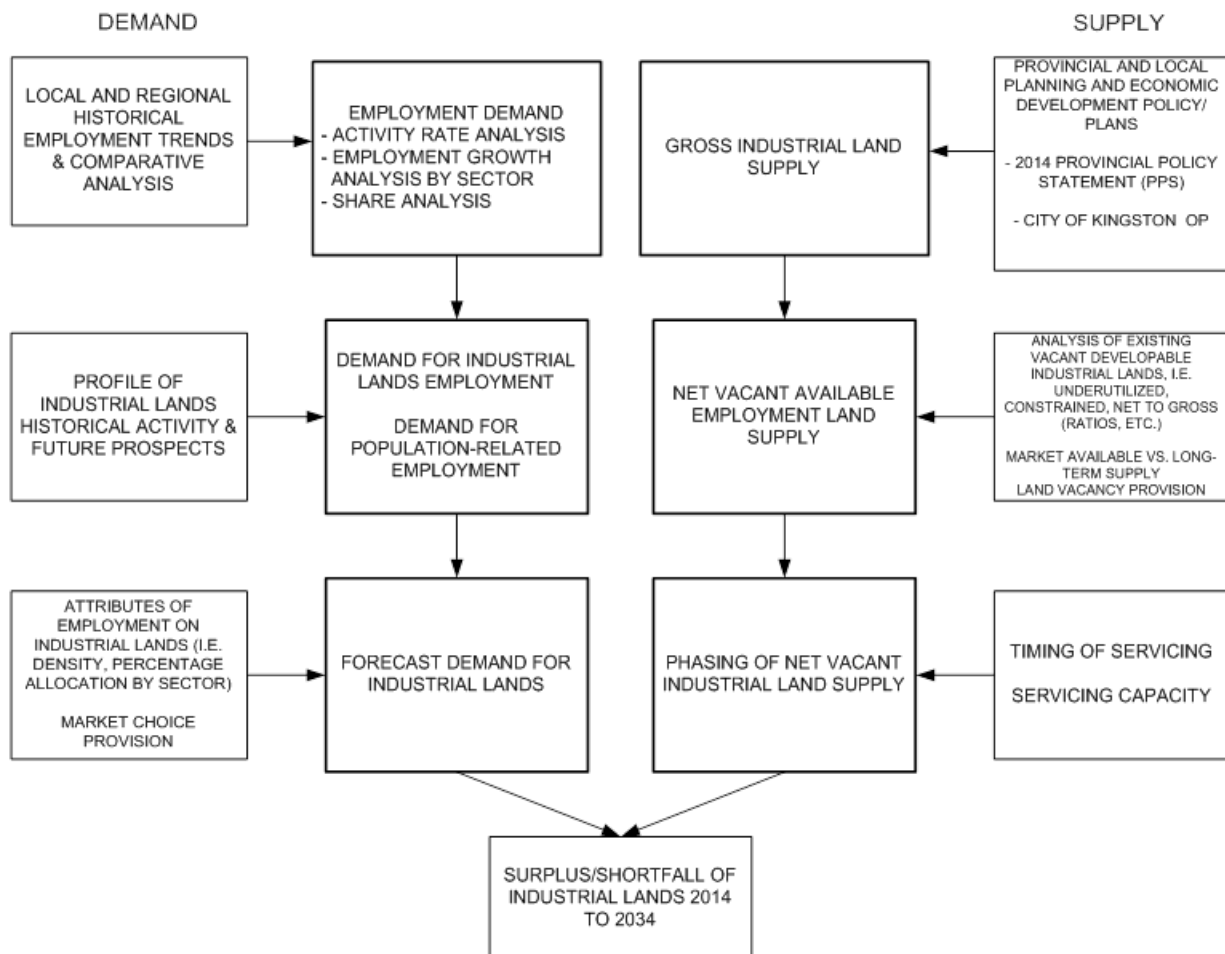 DEMAND
SUPPLY
LOCAL AND REGIONAL
HISTORICAL
EMPLOYMENT TRENDS
& COMPARATIVE
ANALYSIS
EMPLOYMENT DEMAND
- ACTIVITY RATE ANALYSIS
- EMPLOYMENT GROWTH
ANALYSIS BY SECTOR
- SHARE ANALYSIS
GROSS INDUSTRIAL LAND
SUPPLY
PROVINCIAL AND LOCAL
PLANNING AND ECONOMIC
DEVELOPMENT POLICY/
PLANS
- 2014 PROVINCIAL POLICY
STATEMENT (PPS)
- CITY OF KINGSTON OP
PROFILE OF
INDUSTRIAL LANDS
HISTORICAL ACTIVITY &
FUTURE PROSPECTS
DEMAND FOR INDUSTRIAL
LANDS EMPLOYMENT
DEMAND FOR
POPULATION-RELATED
EMPLOYMENT
NET VACANT AVAILABLE
EMPLOYMENT LAND
SUPPLY
ANALYSIS OF EXISTING
VACANT DEVELOPABLE
INDUSTRIAL LANDS, I.E.
UNDERUTILIZED,
CONSTRAINED, NET TO GROSS
(RATIOS, ETC.)
MARKET AVAILABLE VS. LONG-
TERM SUPPLY
LAND VACANCY PROVISION
ATTRIBUTES OF
EMPLOYMENT ON
INDUSTRIAL LANDS (I.E.
DENSITY, PERCENTAGE
ALLOCATION BY SECTOR)
MARKET CHOICE
PROVISION
FORECAST DEMAND FOR
INDUSTRIAL LANDS
PHASING OF NET VACANT
INDUSTRIAL LAND SUPPLY
TIMING OF SERVICING
SERVICING CAPACITY
SURPLUS/SHORTFALL OF
INDUSTRIAL LANDS 2014
TO 2034